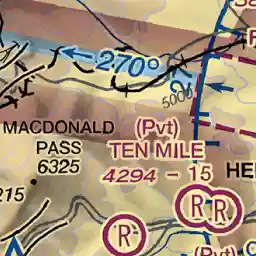 270°
5000
MACDONALD
PASS
6325
(Pvt)
TEN MILE
4294 - 15
HE
215
R
R
R
(Pvt)